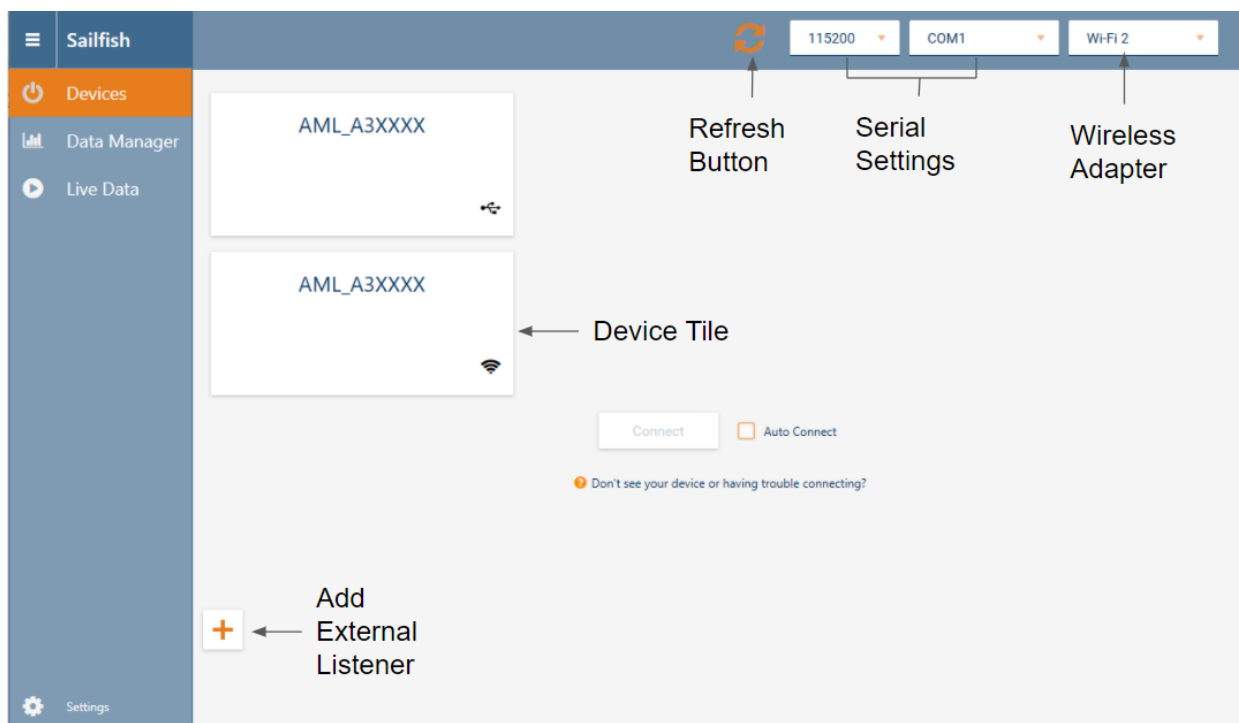 Sailfish
115200
COM1
Wi-Fi 2
Devices
Data Manager
Live Data
AML_A3XXXX
Refresh
Button
Serial
Settings
Wireless
Adapter
AML_A3XXXX
Device Tile
Connect
Auto Connect
? Don't see your device or having trouble connecting?
Add
External
Listener
Settings